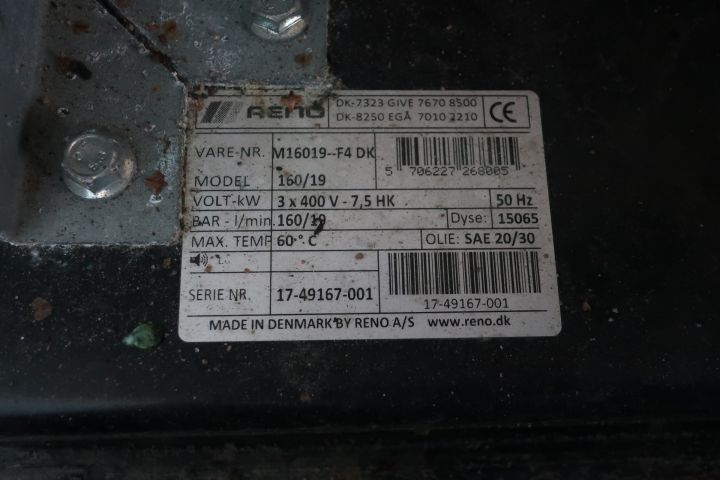 RENO DK-7323 GIVE 7670 8500
DK-8250 EGÅ 7010 2210
CE
VARE-NR. M16019--F4 DK
5 706227 268005
MODEL 160/19
VOLT-kW 3 x 400 V - 7,5 HK 50 Hz
BAR - l/min. 160/19 Dyse: 15065
MAX. TEMP 60 ° C OLIE: SAE 20/30
SERIE NR. 17-49167-001 17-49167-001
MADE IN DENMARK BY RENO A/S www.reno.dk